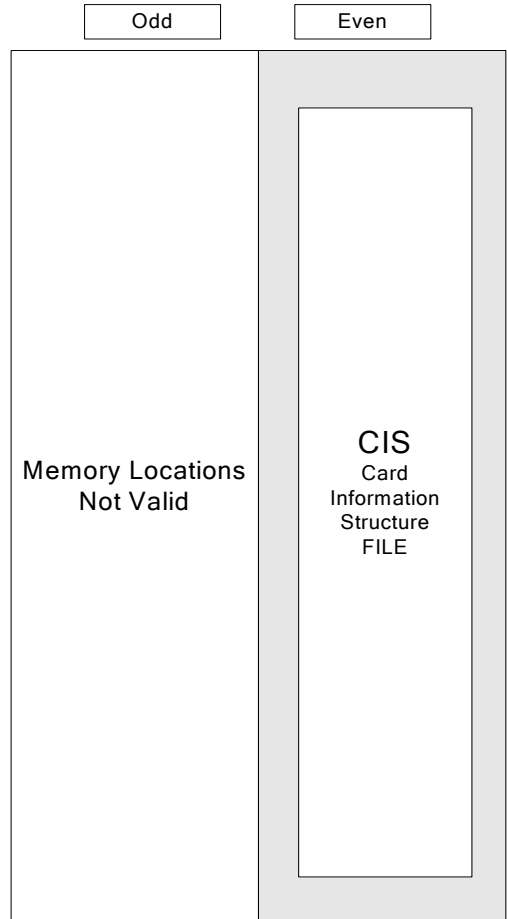 Odd
Even
Memory Locations
Not Valid
CIS
Card
Information
Structure
FILE